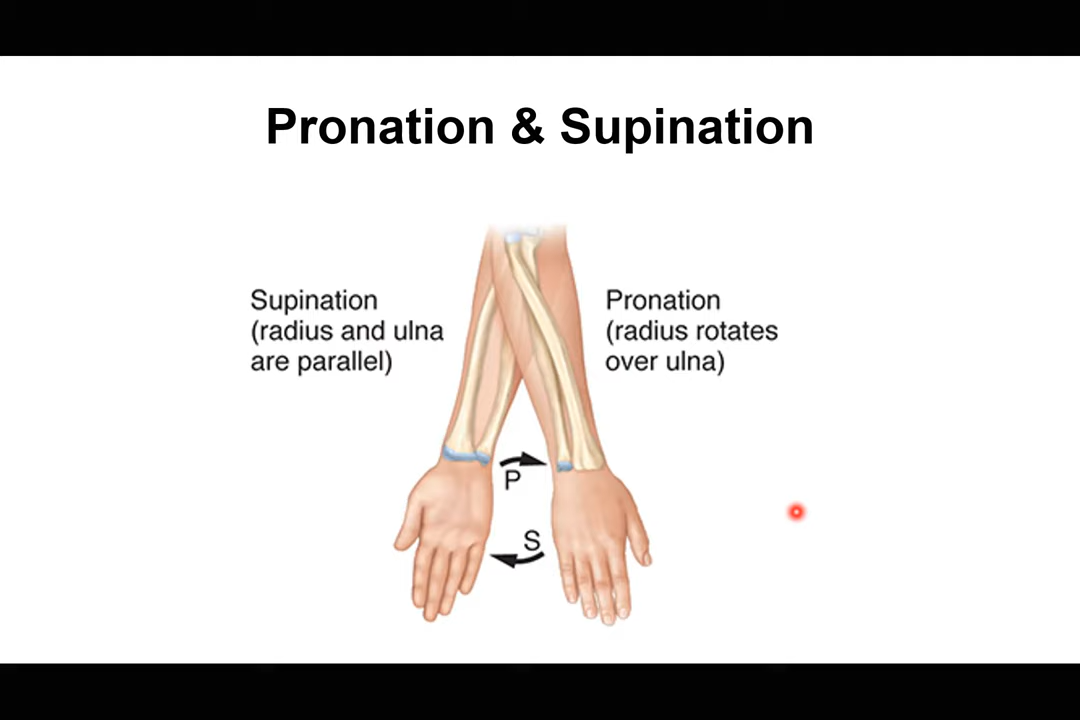 Pronation & Supination
Supination
(radius and ulna
are parallel)
Pronation
(radius rotates
over ulna)
P
S